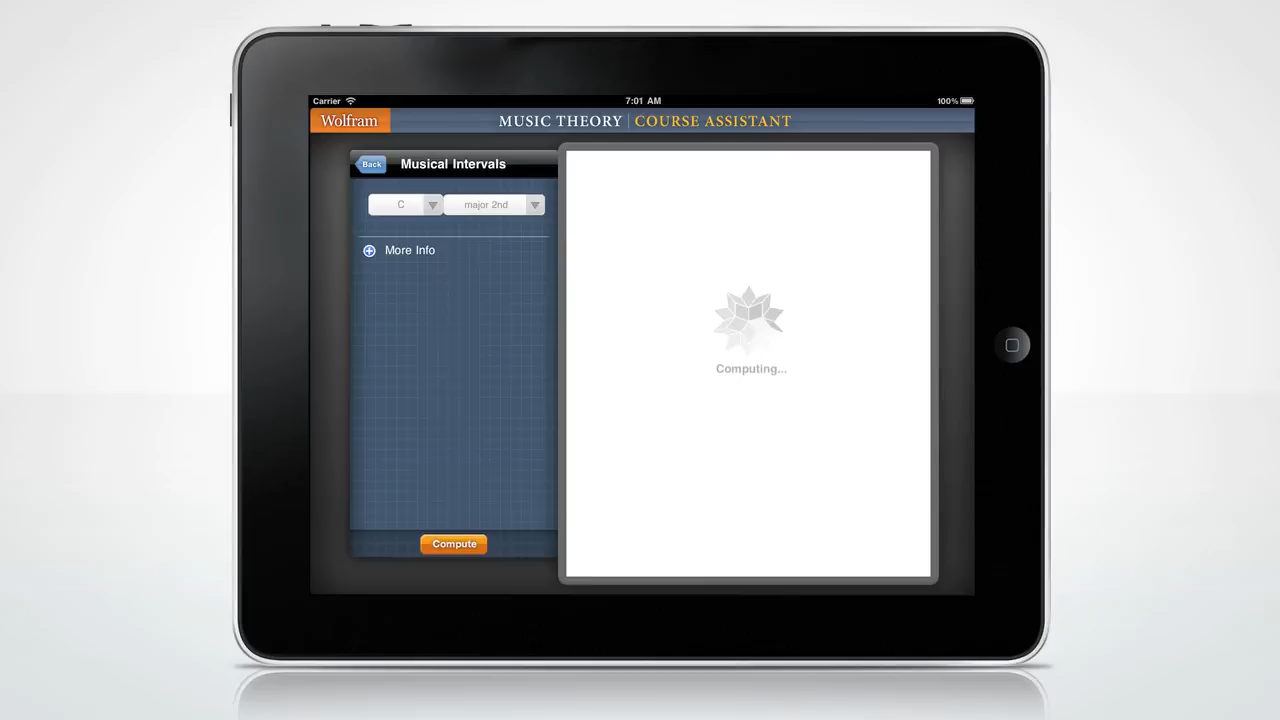 Carrier
7:01 AM
100%
Wolfram
MUSIC THEORY | COURSE ASSISTANT
Back
Musical Intervals
C
major 2nd
More Info
Computing...
Compute